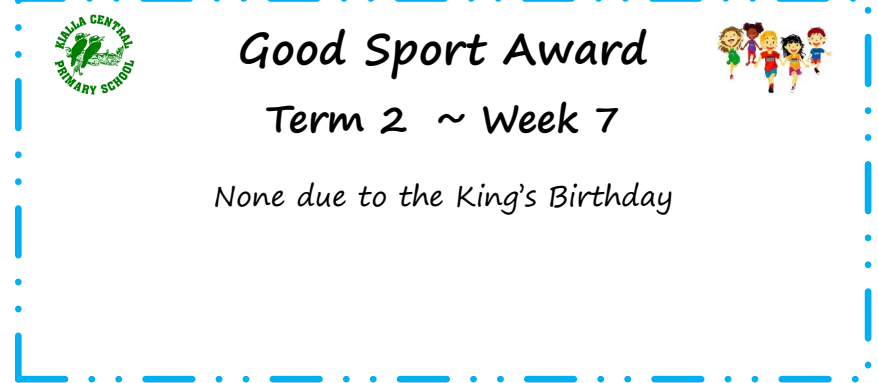 KIALLA CENTRAL
PRIMARY SCHOOL
Good Sport Award
Term 2 ~ Week 7
None due to the King's Birthday